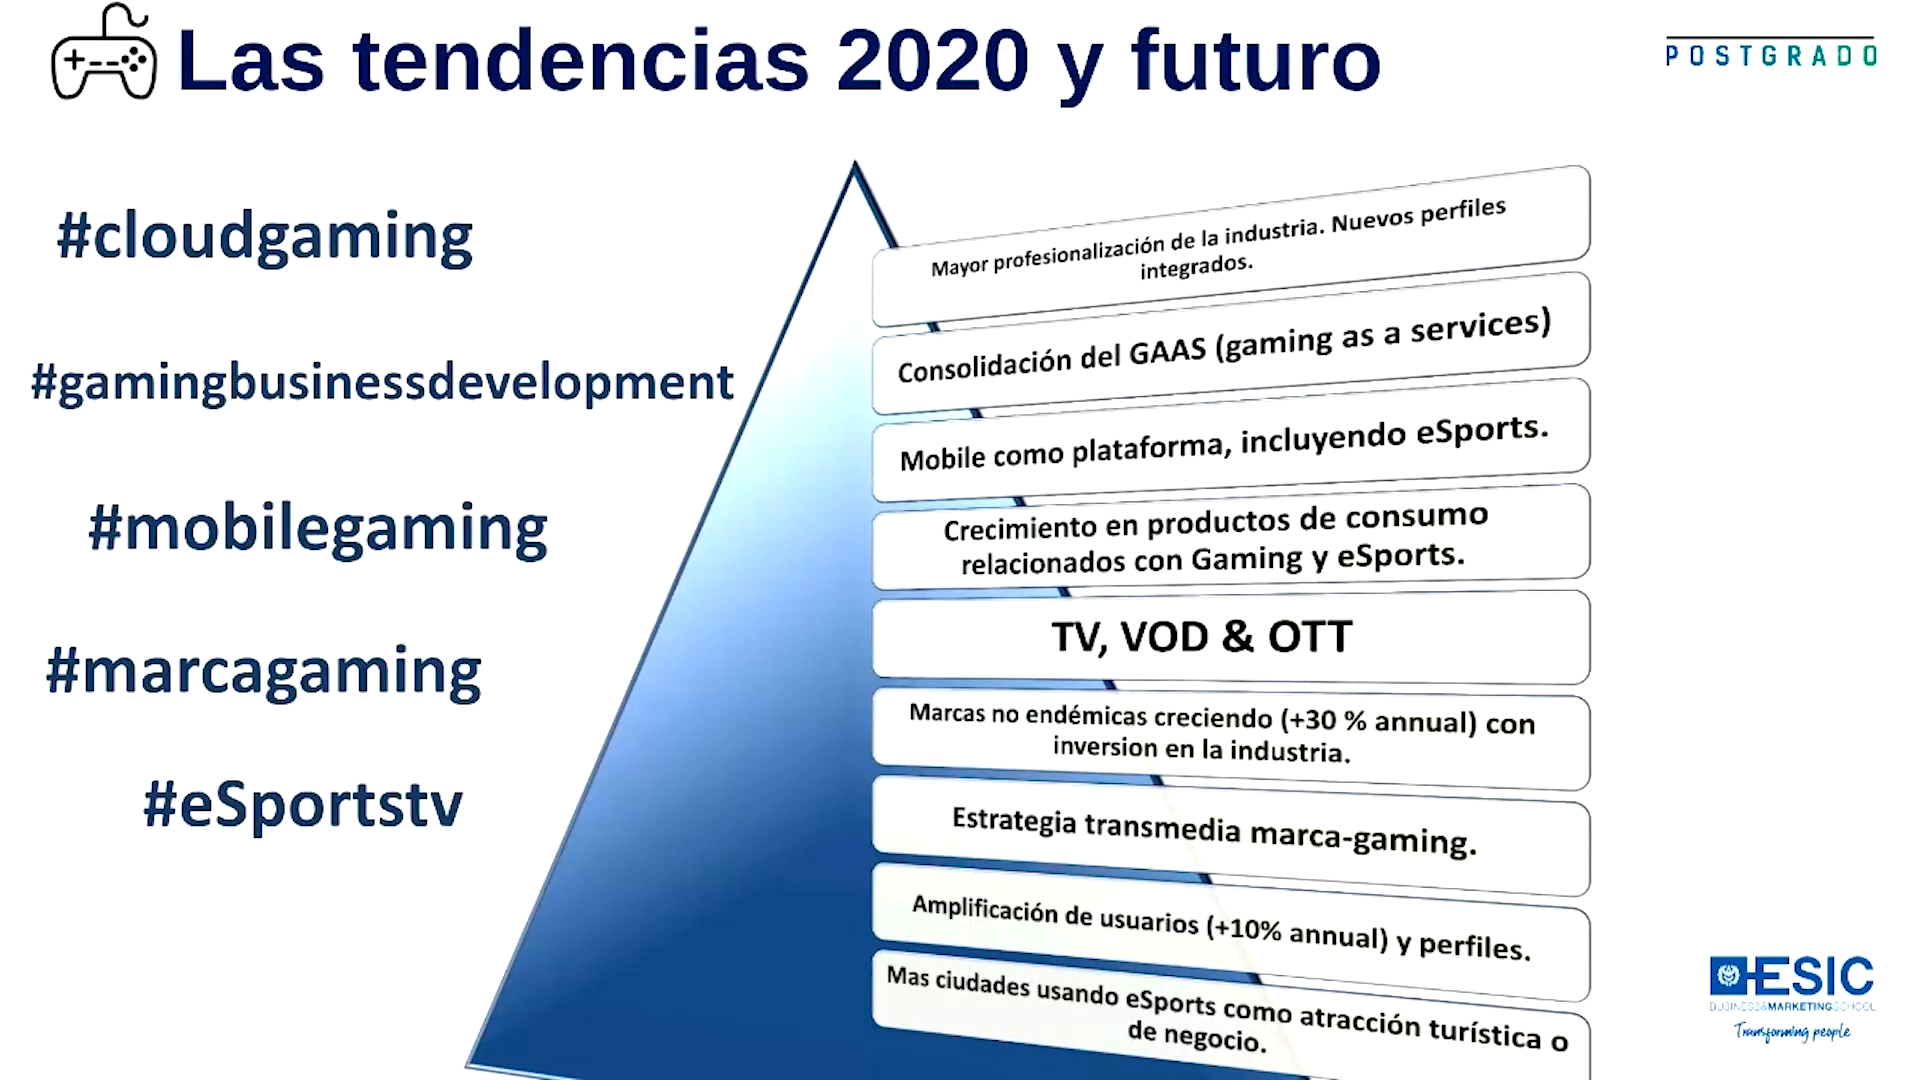 Las tendencias 2020 y futuro
POSTGRADO
#cloudgaming
#gamingbusinessdevelopment
#mobilegaming
#marcagaming
#eSportstv
Mayor profesionalización de la industria. Nuevos perfiles
integrados.
Consolidación del GAAS (gaming as a services)
Mobile como plataforma, incluyendo eSports.
Crecimiento en productos de consumo
relacionados con Gaming y eSports.
TV, VOD & OTT
Marcas no endémicas creciendo (+30 % annual) con
inversion en la industria.
Estrategia transmedia marca-gaming.
Amplificación de usuarios (+10% annual) y perfiles.
Mas ciudades usando eSports como atracción turística o
de negocio.
ESIC
BUSINESS&MARKETINGSCHOOL
Transforming people